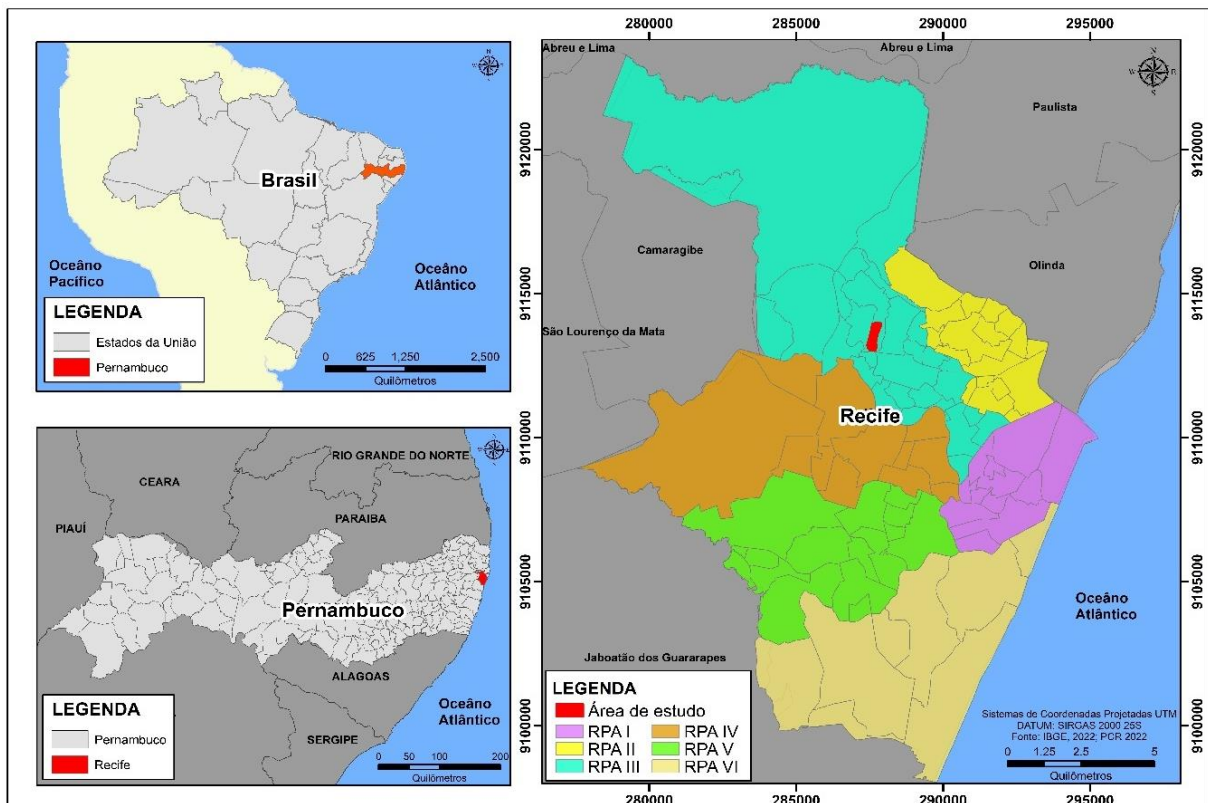 Brasil
Oceâno
Pacífico
Oceâno
Atlântico
LEGENDA
Estados da União
Pernambuco
0 625 1,250 2,500
Quilômetros
RIO GRANDE DO NORTE
CEARA
PARAIBA
PIAUÍ
Pernambuco
ALAGOAS
Oceâno
Atlântico
SERGIPE
LEGENDA
Pernambuco
Recife
0 50 100 200
Quilômetros
280000 285000 290000 295000
Abreu e Lima
Abreu e Lima
Paulista
9120000
Camaragibe
Olinda
9115000
São Lourenço da Mata
Recife
9110000
9105000
Oceâno
Atlântico
Jaboatão dos Guararapes
9100000
LEGENDA
Área de estudo
RPA I
RPA IV
RPA II
RPA V
RPA III
RPA VI
Sistemas de Coordenadas Projetadas UTM
DATUM: SIRGAS 2000 25S
Fonte: IBGE, 2022; PCR 2022
0 1.25 2.5 5
Quilômetros
280000 285000 290000 295000